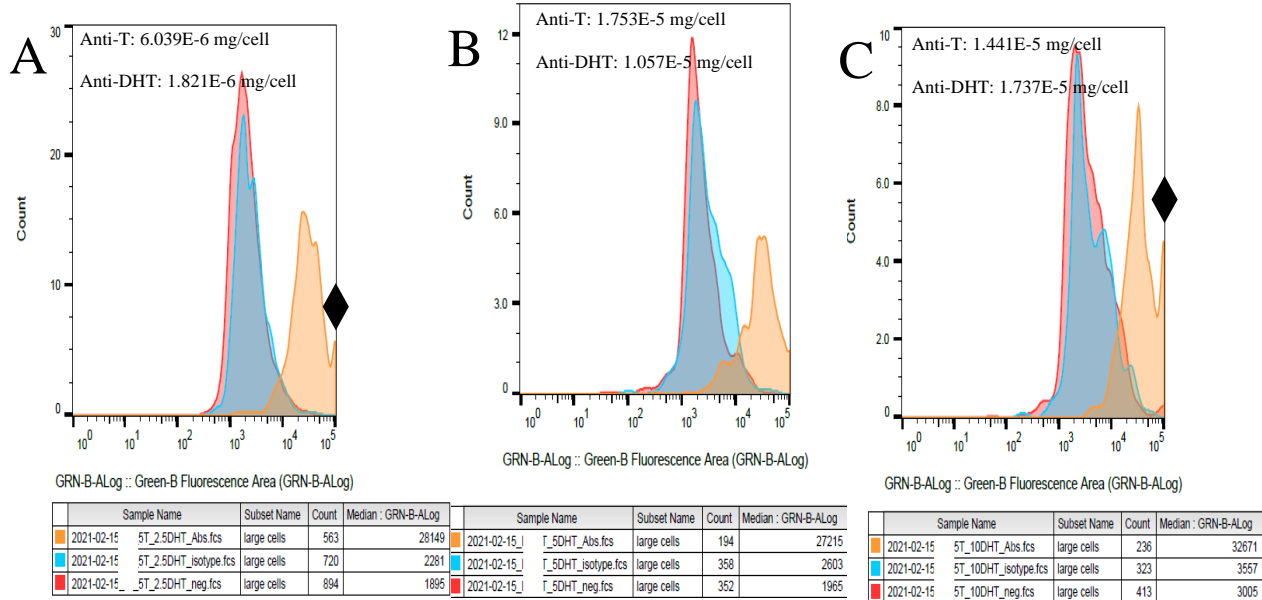 A
Anti-T: 6.039E-6 mg/cell
Anti-DHT: 1.821E-6 mg/cell
30
20
10
0
Count
10^0 10^1 10^2 10^3 10^4 10^5
GRN-B-ALog :: Green-B Fluorescence Area (GRN-B-ALog)
Sample Name Subset Name Count Median : GRN-B-ALog
2021-02-15 5T_2.5DHT_Abs.fcs large cells 563 28149
2021-02-15 5T_2.5DHT_isotype.fcs large cells 720 2281
2021-02-15_ _5T_2.5DHT_neg.fcs large cells 894 1895
B
Anti-T: 1.753E-5 mg/cell
Anti-DHT: 1.057E-5 mg/cell
12
9.0
6.0
3.0
0
Count
10^0 10^1 10^2 10^3 10^4 10^5
GRN-B-ALog :: Green-B Fluorescence Area (GRN-B-ALog)
Sample Name Subset Name Count Median : GRN-B-ALog
2021-02-15_ T_5DHT_Abs.fcs large cells 194 27215
2021-02-15_ T_5DHT_isotype.fcs large cells 358 2603
2021-02-15_ T_5DHT_neg.fcs large cells 352 1965
C
Anti-T: 1.441E-5 mg/cell
Anti-DHT: 1.737E-5 mg/cell
10
8.0
6.0
4.0
2.0
0
Count
10^0 10^1 10^2 10^3 10^4 10^5
GRN-B-ALog :: Green-B Fluorescence Area (GRN-B-ALog)
Sample Name Subset Name Count Median : GRN-B-ALog
2021-02-15 5T_10DHT_Abs.fcs large cells 236 32671
2021-02-15 5T_10DHT_isotype.fcs large cells 323 3557
2021-02-15 5T_10DHT_neg.fcs large cells 413 3005